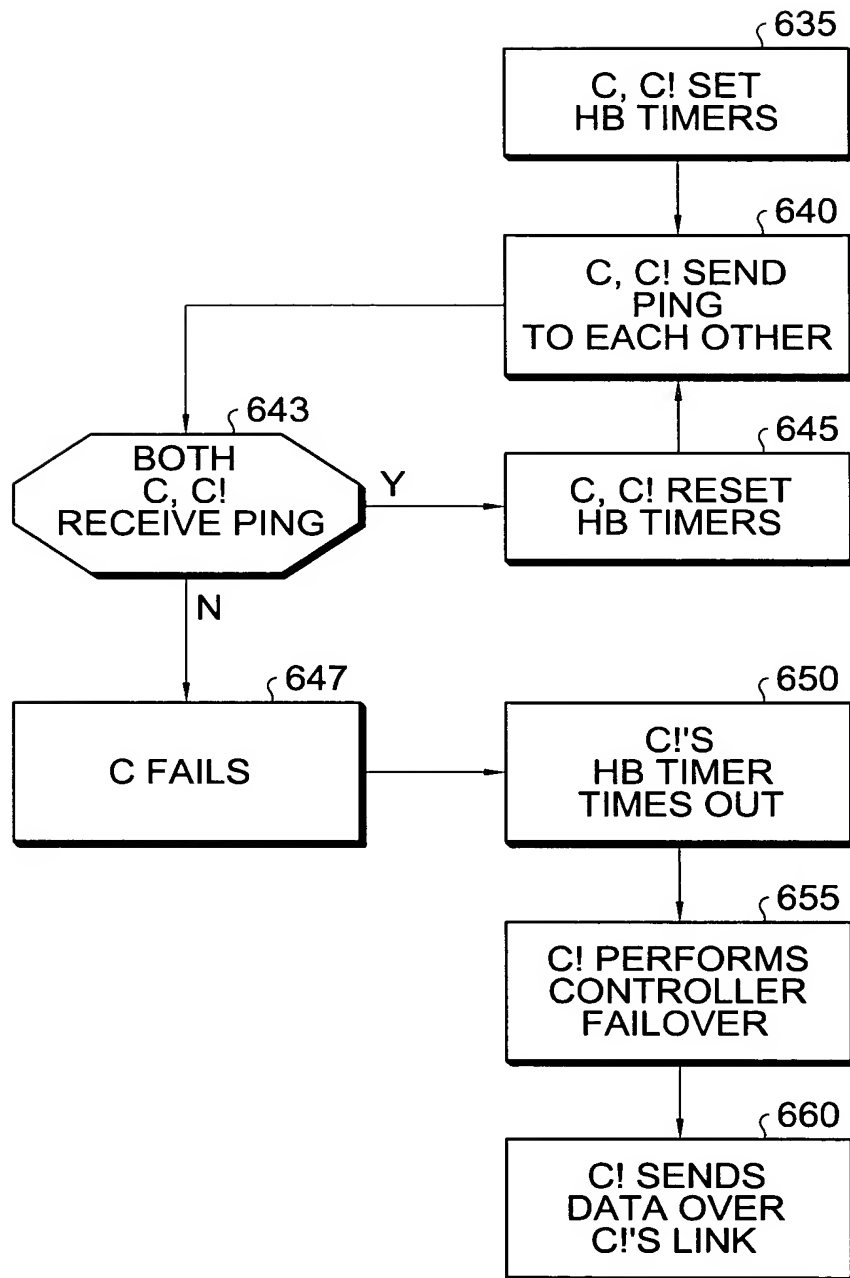 635
C, C! SET
HB TIMERS
640
C, C! SEND
PING
TO EACH OTHER
643
BOTH
C, C!
RECEIVE PING
Y
645
C, C! RESET
HB TIMERS
N
647
C FAILS
650
C!'S
HB TIMER
TIMES OUT
655
C! PERFORMS
CONTROLLER
FAILOVER
660
C! SENDS
DATA OVER
C!'S LINK